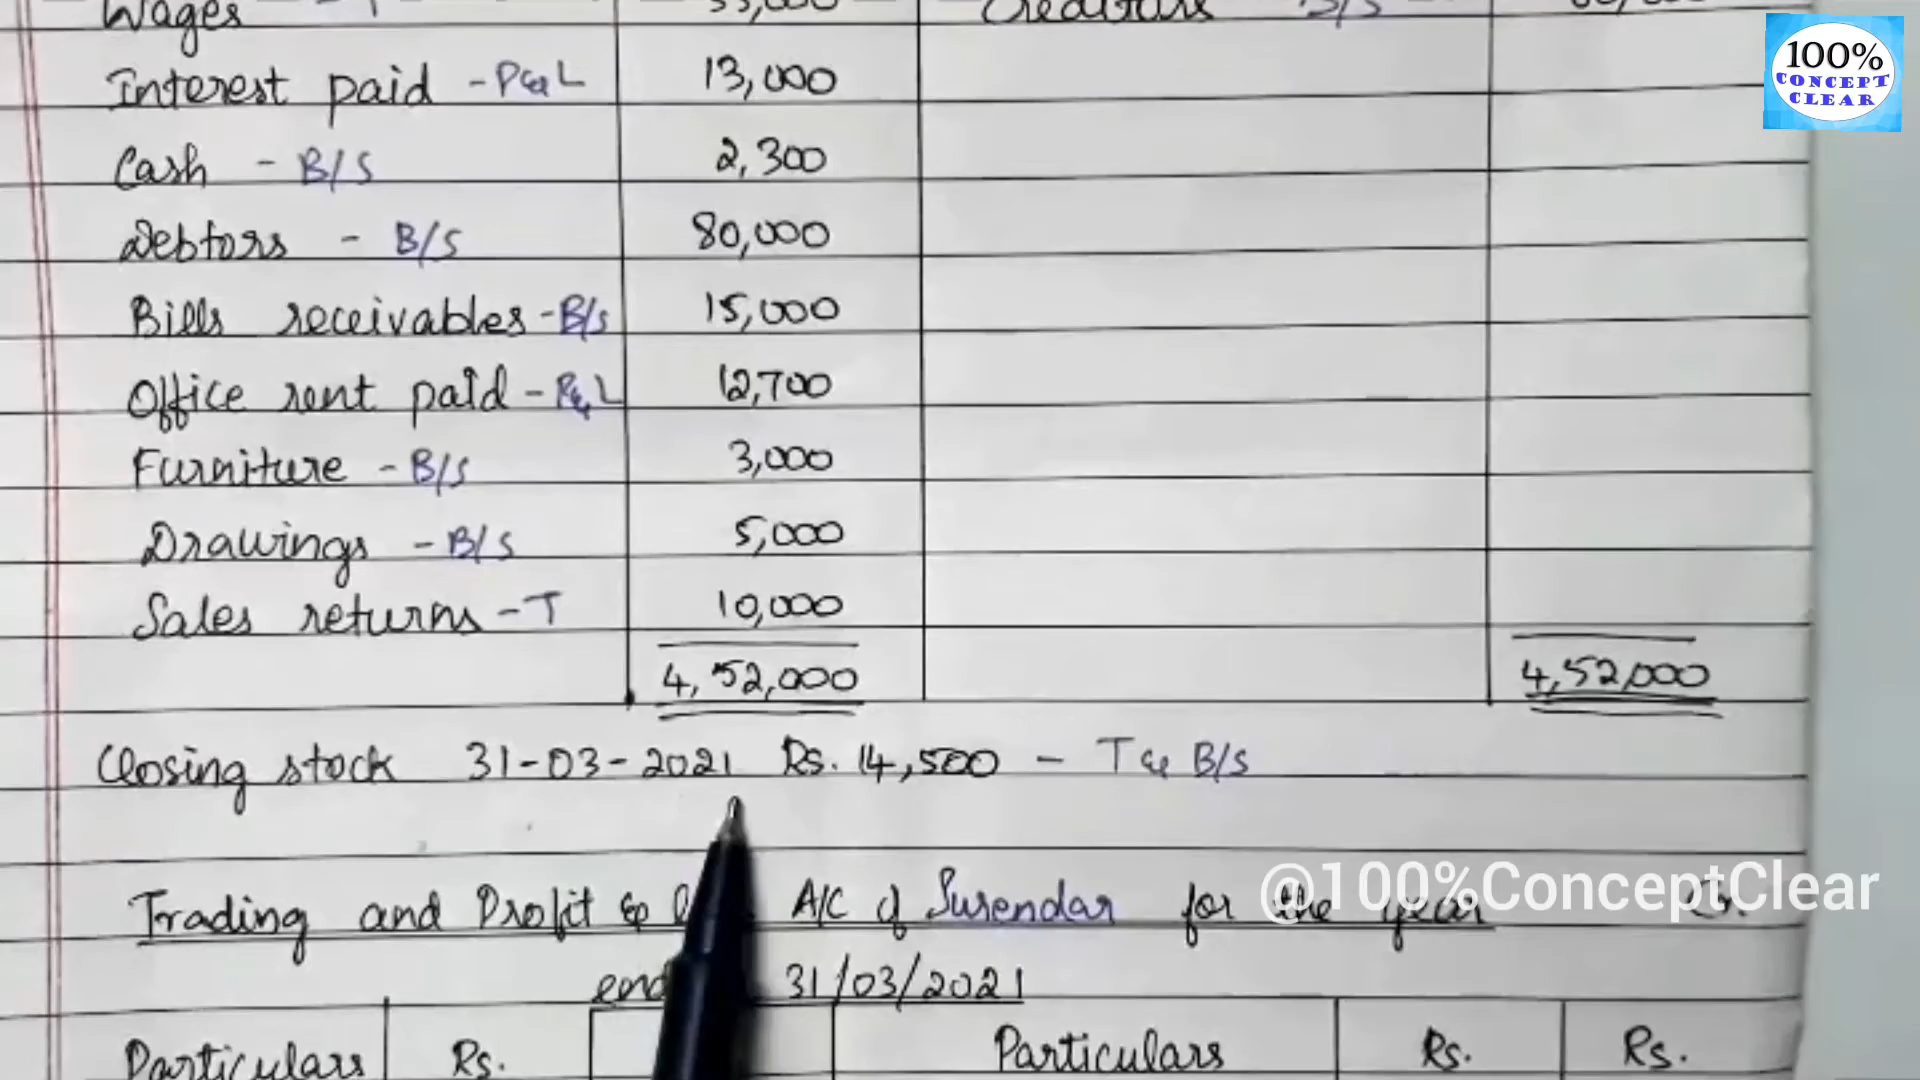 Wages
Creditors B/S
Interest paid - P&L 13,000
Cash - B/S 2,300
Debtors - B/S 80,000
Bills receivables - B/S 15,000
Office rent paid - P&L 12,700
Furniture - B/S 3,000
Drawings - B/S 5,000
Sales returns - T 10,000
4,52,000 4,52,000
Closing stock 31-03-2021 Rs. 14,500 - T & B/S
Trading and Profit & A/C of Surendar for the year Cr.
31/03/2021
Particulars Rs. Particulars Rs. Rs.
100%
CONCEPT
CLEAR
@100%ConceptClear